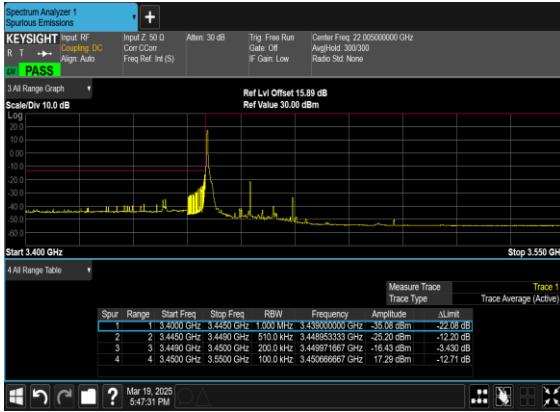 Spectrum Analyzer 1
Spurious Emissions
+
KEYSIGHT Input: RF Input Z: 50 Ω Atten: 30 dB Trig: Free Run Center Freq: 22.005000000 GHz
R T Coupling: DC Corr CCorr Gate: Off Avg|Hold: 300/300
Align: Auto Freq Ref: Int (S) IF Gain: Low Radio Std: None
PASS
3 All Range Graph
Ref Lvl Offset 15.89 dB
Scale/Div 10.0 dB Ref Value 30.00 dBm
Log
20.0
10.0
0.00
-10.0
-20.0
-30.0
-40.0
-50.0
-60.0
Start 3.400 GHz Stop 3.550 GHz
4 All Range Table
Measure Trace Trace 1
Trace Type Trace Average (Active)
Spur Range Start Freq Stop Freq RBW Frequency Amplitude ΔLimit
1 1 3.4000 GHz 3.4450 GHz 1.000 MHz 3.439000000 GHz -35.08 dBm -22.08 dB
2 2 3.4450 GHz 3.4490 GHz 510.0 kHz 3.448953333 GHz -25.20 dBm -12.20 dB
3 3 3.4490 GHz 3.4500 GHz 200.0 kHz 3.449971667 GHz -16.43 dBm -3.430 dB
4 4 3.4500 GHz 3.5500 GHz 100.0 kHz 3.450666667 GHz 17.29 dBm -12.71 dB
?
Mar 19, 2025
5:47:31 PM